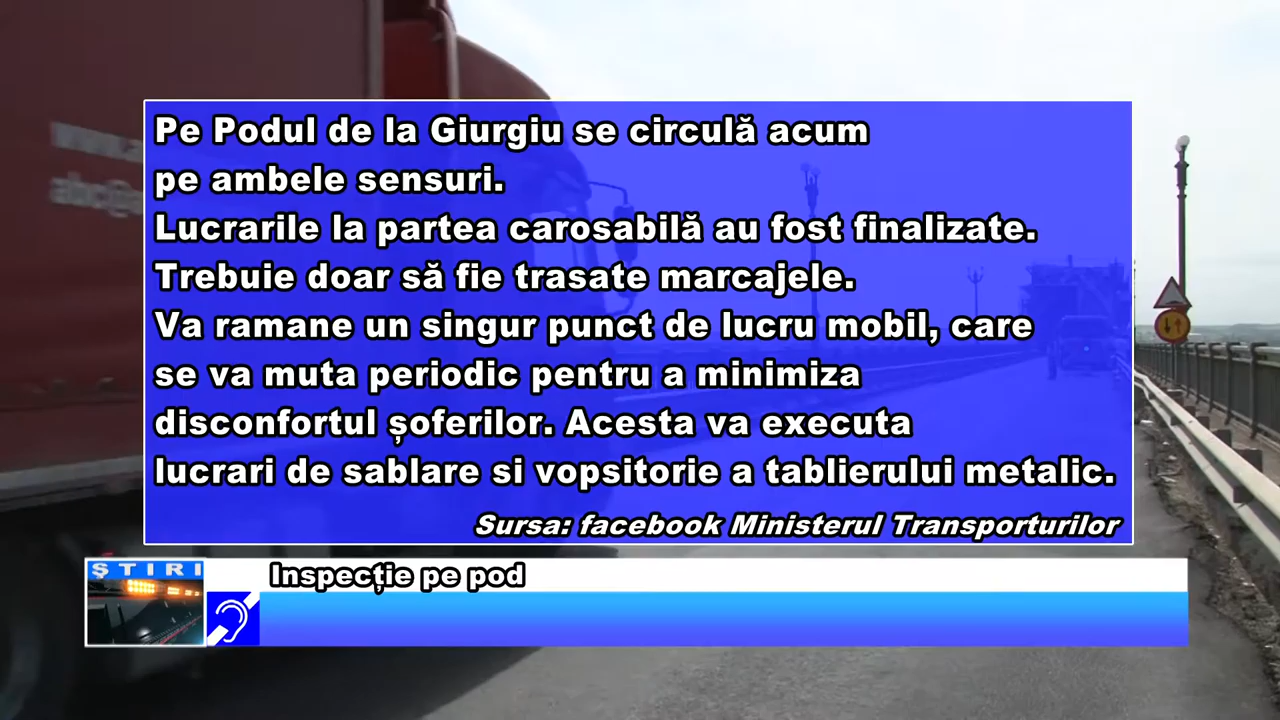 Pe Podul de la Giurgiu se circulă acum
pe ambele sensuri.
Lucrarile la partea carosabilă au fost finalizate.
Trebuie doar să fie trasate marcajele.
Va ramane un singur punct de lucru mobil, care
se va muta periodic pentru a minimiza
disconfortul șoferilor. Acesta va executa
lucrari de sablare si vopsitorie a tablierului metalic.
Sursa: facebook Ministerul Transporturilor
ȘTIRI
Inspecție pe pod